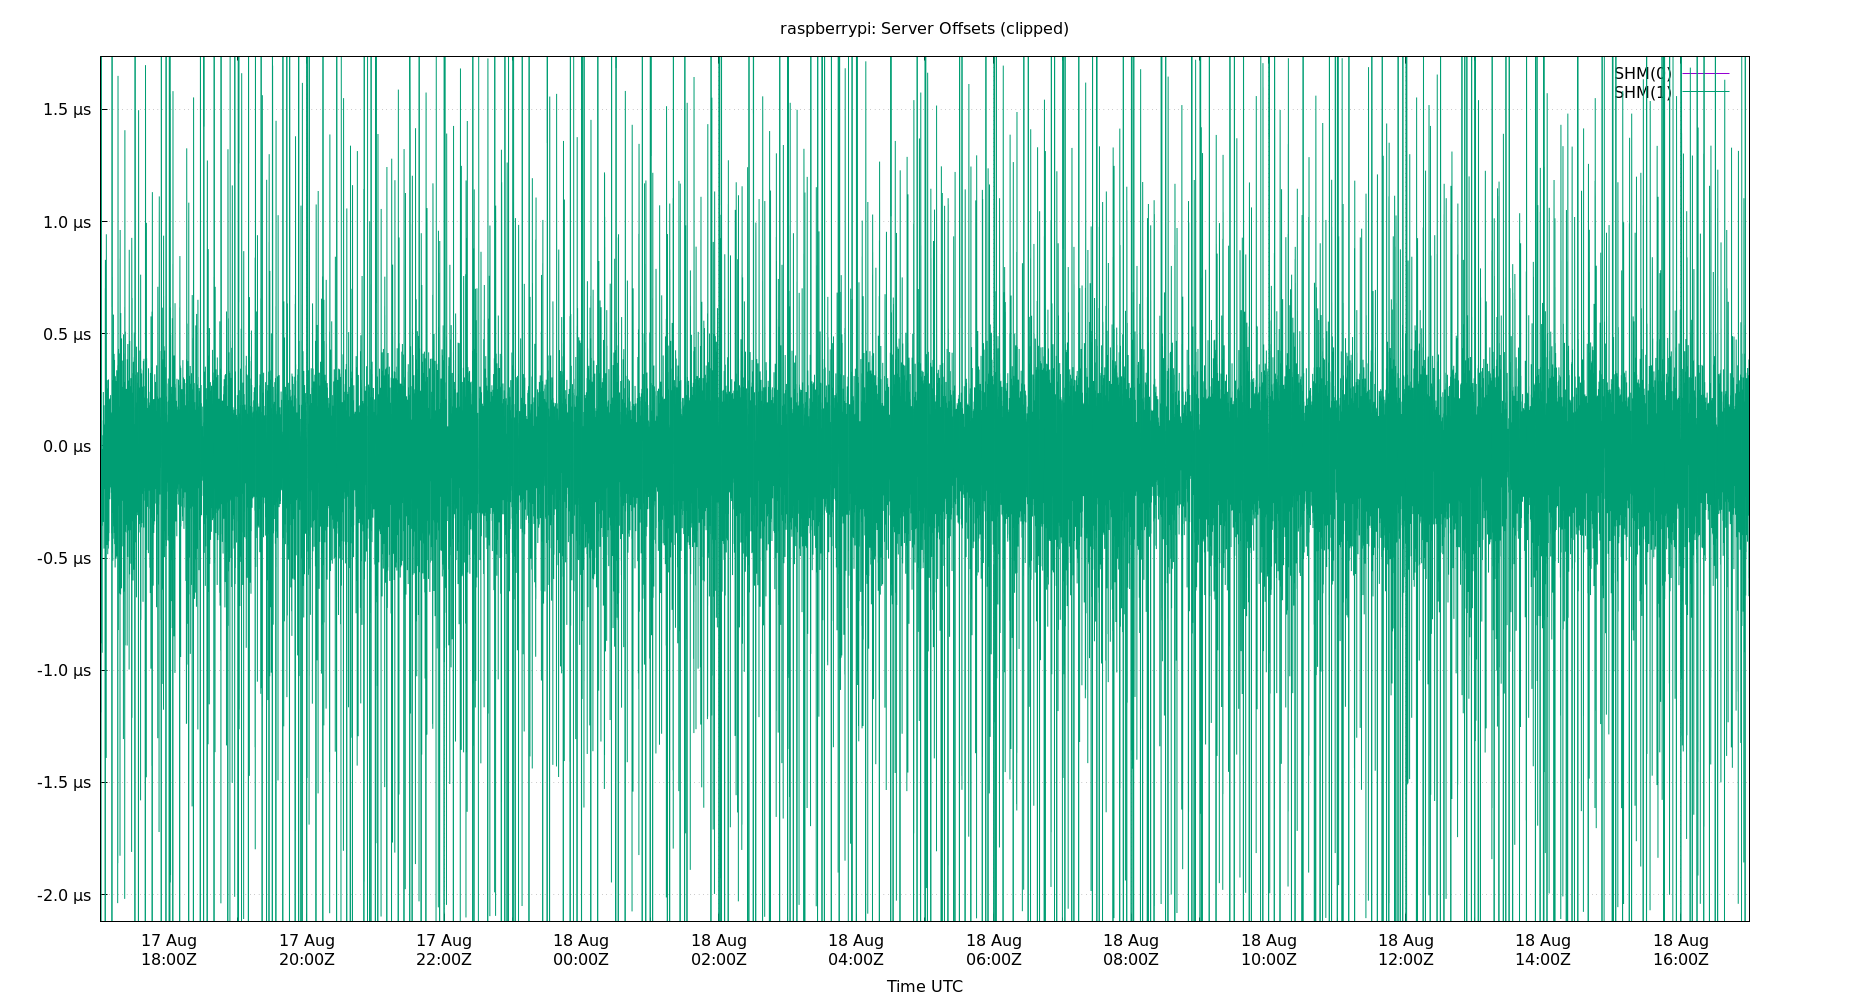 raspberrypi: Server Offsets (clipped)
SHM(0)
SHM(1)
1.5 µs
1.0 µs
0.5 µs
0.0 µs
-0.5 µs
-1.0 µs
-1.5 µs
-2.0 µs
17 Aug 17 Aug 17 Aug 18 Aug 18 Aug 18 Aug 18 Aug 18 Aug 18 Aug 18 Aug 18 Aug 18 Aug
18:00Z 20:00Z 22:00Z 00:00Z 02:00Z 04:00Z 06:00Z 08:00Z 10:00Z 12:00Z 14:00Z 16:00Z
Time UTC